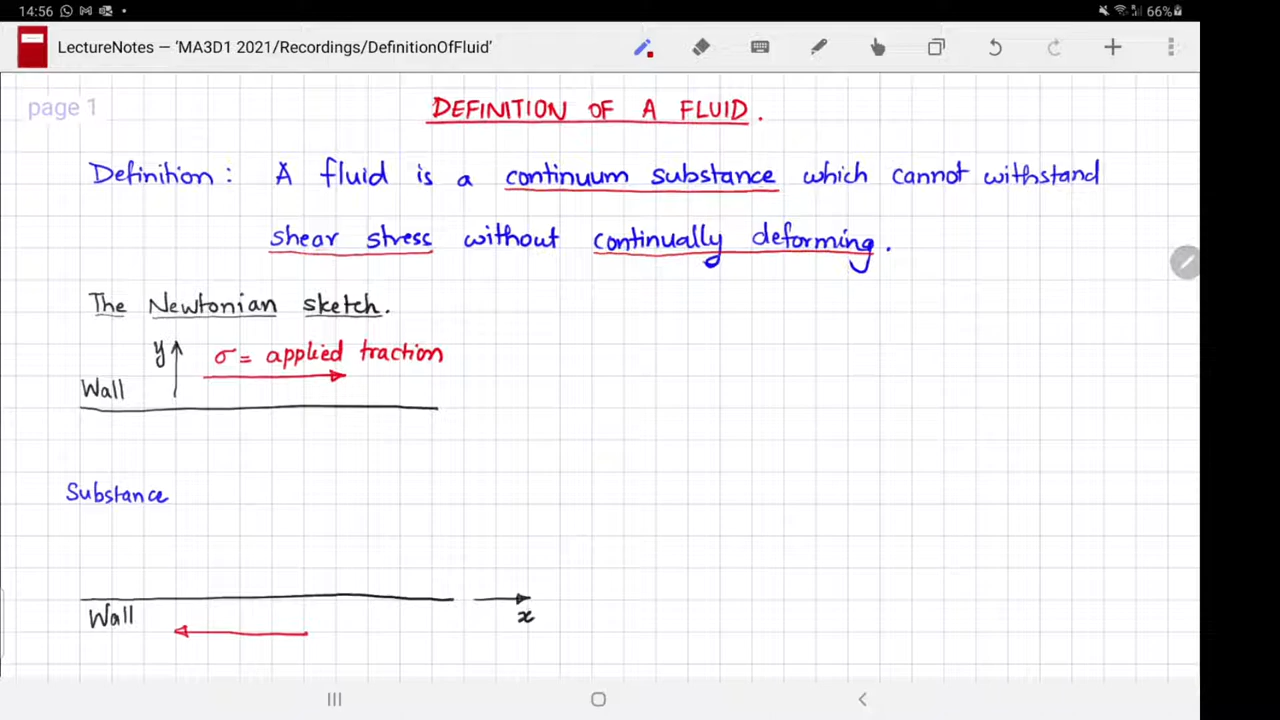 14:56
66%
LectureNotes — 'MA3D1 2021/Recordings/DefinitionOfFluid'
page 1
DEFINITION OF A FLUID.
Definition: A fluid is a continuum substance which cannot withstand
shear stress without continually deforming.
The Newtonian sketch.
y σ = applied traction
Wall
Substance
Wall
x